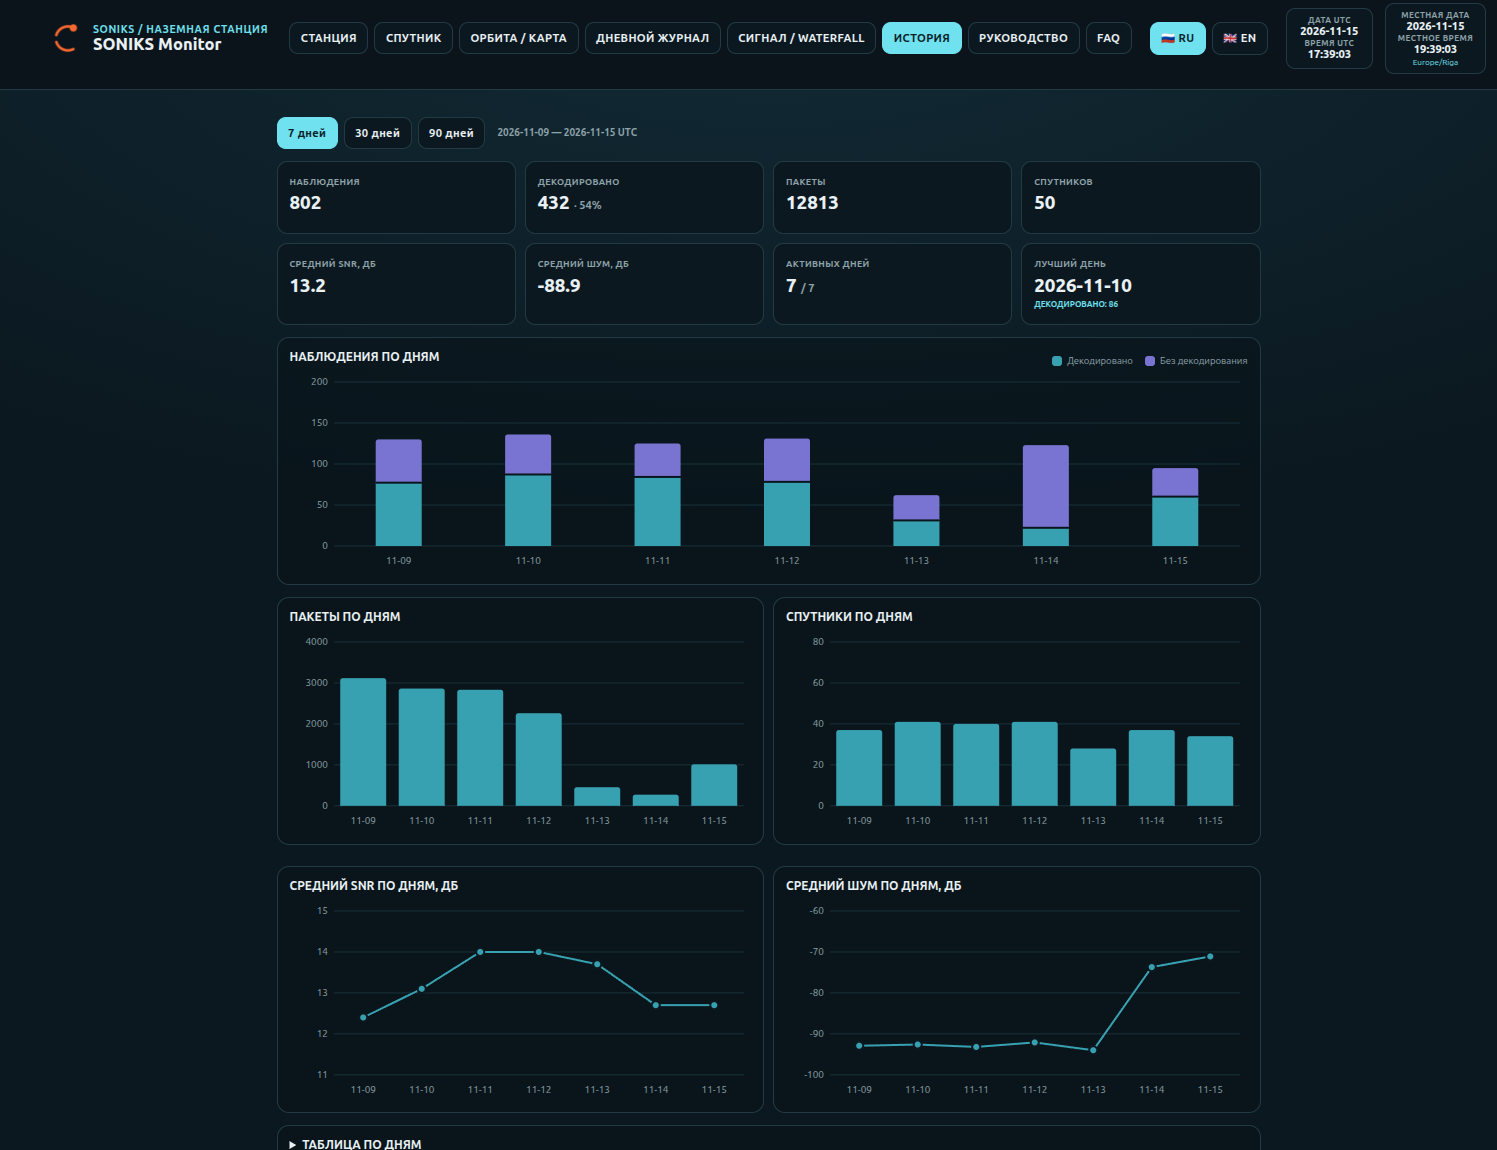 SONIKS / НАЗЕМНАЯ СТАНЦИЯ
SONIKS Monitor
СТАНЦИЯ
СПУТНИК
ОРБИТА / КАРТА
ДНЕВНОЙ ЖУРНАЛ
СИГНАЛ / WATERFALL
ИСТОРИЯ
РУКОВОДСТВО
FAQ
RU
EN
ДАТА UTC
2026-11-15
ВРЕМЯ UTC
17:39:03
МЕСТНАЯ ДАТА
2026-11-15
МЕСТНОЕ ВРЕМЯ
19:39:03
Europe/Riga
7 дней
30 дней
90 дней
2026-11-09 — 2026-11-15 UTC
НАБЛЮДЕНИЯ
802
ДЕКОДИРОВАНО
432 · 54%
ПАКЕТЫ
12813
СПУТНИКОВ
50
СРЕДНИЙ SNR, ДБ
13.2
СРЕДНИЙ ШУМ, ДБ
-88.9
АКТИВНЫХ ДНЕЙ
7 / 7
ЛУЧШИЙ ДЕНЬ
2026-11-10
ДЕКОДИРОВАНО: 86
НАБЛЮДЕНИЯ ПО ДНЯМ
Декодировано
Без декодирования
200
150
100
50
0
11-09
11-10
11-11
11-12
11-13
11-14
11-15
ПАКЕТЫ ПО ДНЯМ
4000
3000
2000
1000
0
11-09
11-10
11-11
11-12
11-13
11-14
11-15
СПУТНИКИ ПО ДНЯМ
80
60
40
20
0
11-09
11-10
11-11
11-12
11-13
11-14
11-15
СРЕДНИЙ SNR ПО ДНЯМ, ДБ
15
14
13
12
11
11-09
11-10
11-11
11-12
11-13
11-14
11-15
СРЕДНИЙ ШУМ ПО ДНЯМ, ДБ
-60
-70
-80
-90
-100
11-09
11-10
11-11
11-12
11-13
11-14
11-15
ТАБЛИЦА ПО ДНЯМ